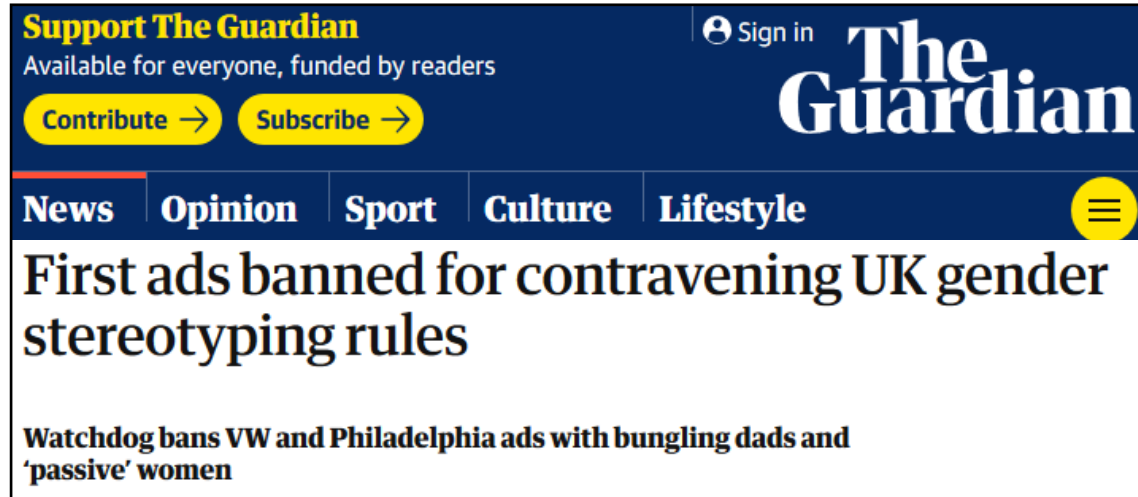 Support The Guardian
Available for everyone, funded by readers
Contribute →
Subscribe →
Sign in
The
Guardian
News
Opinion
Sport
Culture
Lifestyle
First ads banned for contravening UK gender
stereotyping rules
Watchdog bans VW and Philadelphia ads with bungling dads and
‘passive’ women